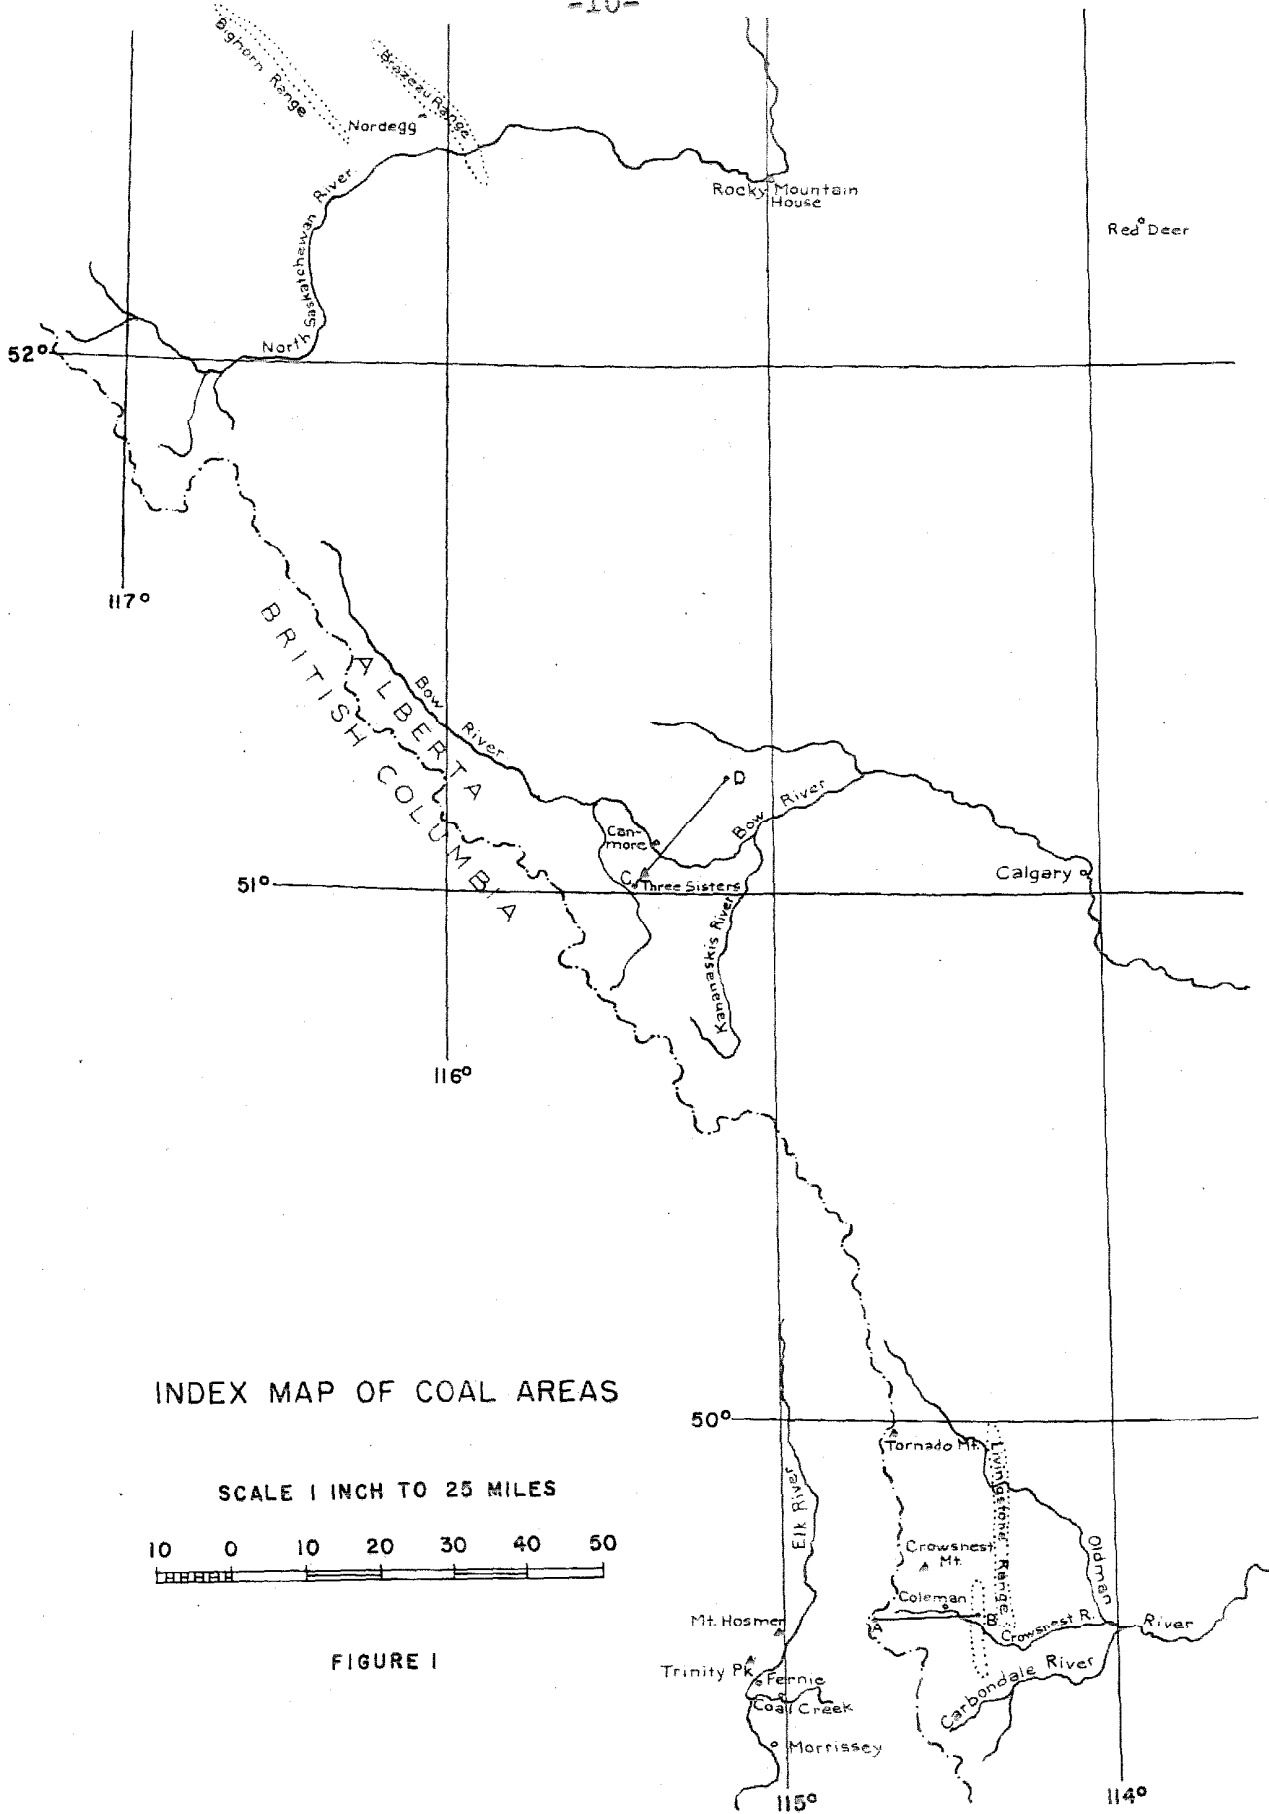 -10-
Bighorn Range
Brazeau Range
Nordegg
Rocky Mountain
House
Red Deer
North Saskatchewan River
52°
117°
BRITISH COLUMBIA
ALBERTA
Bow River
D
Bow River
Can-
more
C
Three Sisters
51°
Calgary
Kananaskis River
116°
INDEX MAP OF COAL AREAS
50°
Tornado Mt.
Livingstone Range
SCALE 1 INCH TO 25 MILES
Elk River
10 0 10 20 30 40 50
Crowsnest
Mt.
Oldman River
Coleman
Mt. Hosmer
A
B
Crowsnest R.
FIGURE 1
Trinity Pk.
Fernie
Carbondale River
Coal Creek
Morrissey
115°
114°